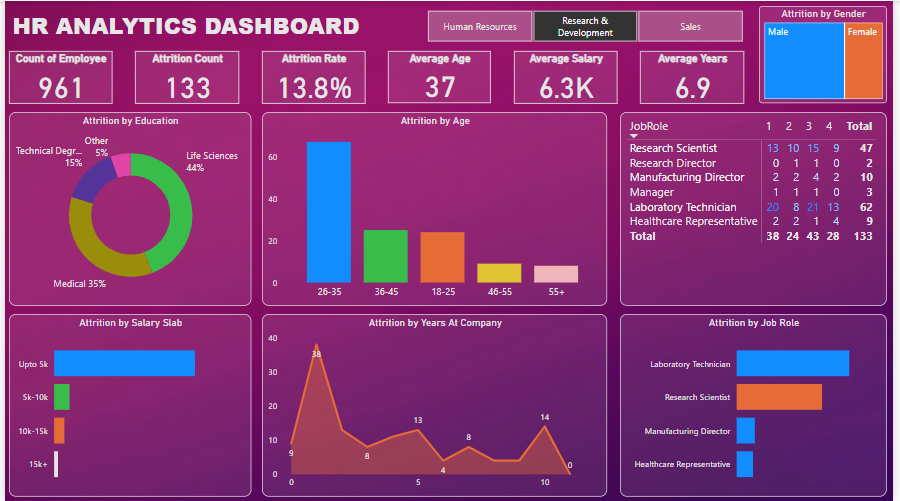 HR ANALYTICS DASHBOARD
Human Resources
Research &
Development
Sales
Attrition by Gender
Male
Female
Count of Employee
961
Attrition Count
133
Attrition Rate
13.8%
Average Age
37
Average Salary
6.3K
Average Years
6.9
Attrition by Education
Other
5%
Technical Degr...
15%
Life Sciences
44%
Medical 35%
Attrition by Age
60
40
20
0
26-35 36-45 18-25 46-55 55+
JobRole 1 2 3 4 Total
Research Scientist 13 10 15 9 47
Research Director 0 1 1 0 2
Manufacturing Director 2 2 4 2 10
Manager 1 1 1 0 3
Laboratory Technician 20 8 21 13 62
Healthcare Representative 2 2 1 4 9
Total 38 24 43 28 133
Attrition by Salary Slab
Upto 5k
5k-10k
10k-15k
15k+
Attrition by Years At Company
40
30
20
10
0
38
9
8
13
4
8
14
0
0 5 10
Attrition by Job Role
Laboratory Technician
Research Scientist
Manufacturing Director
Healthcare Representative